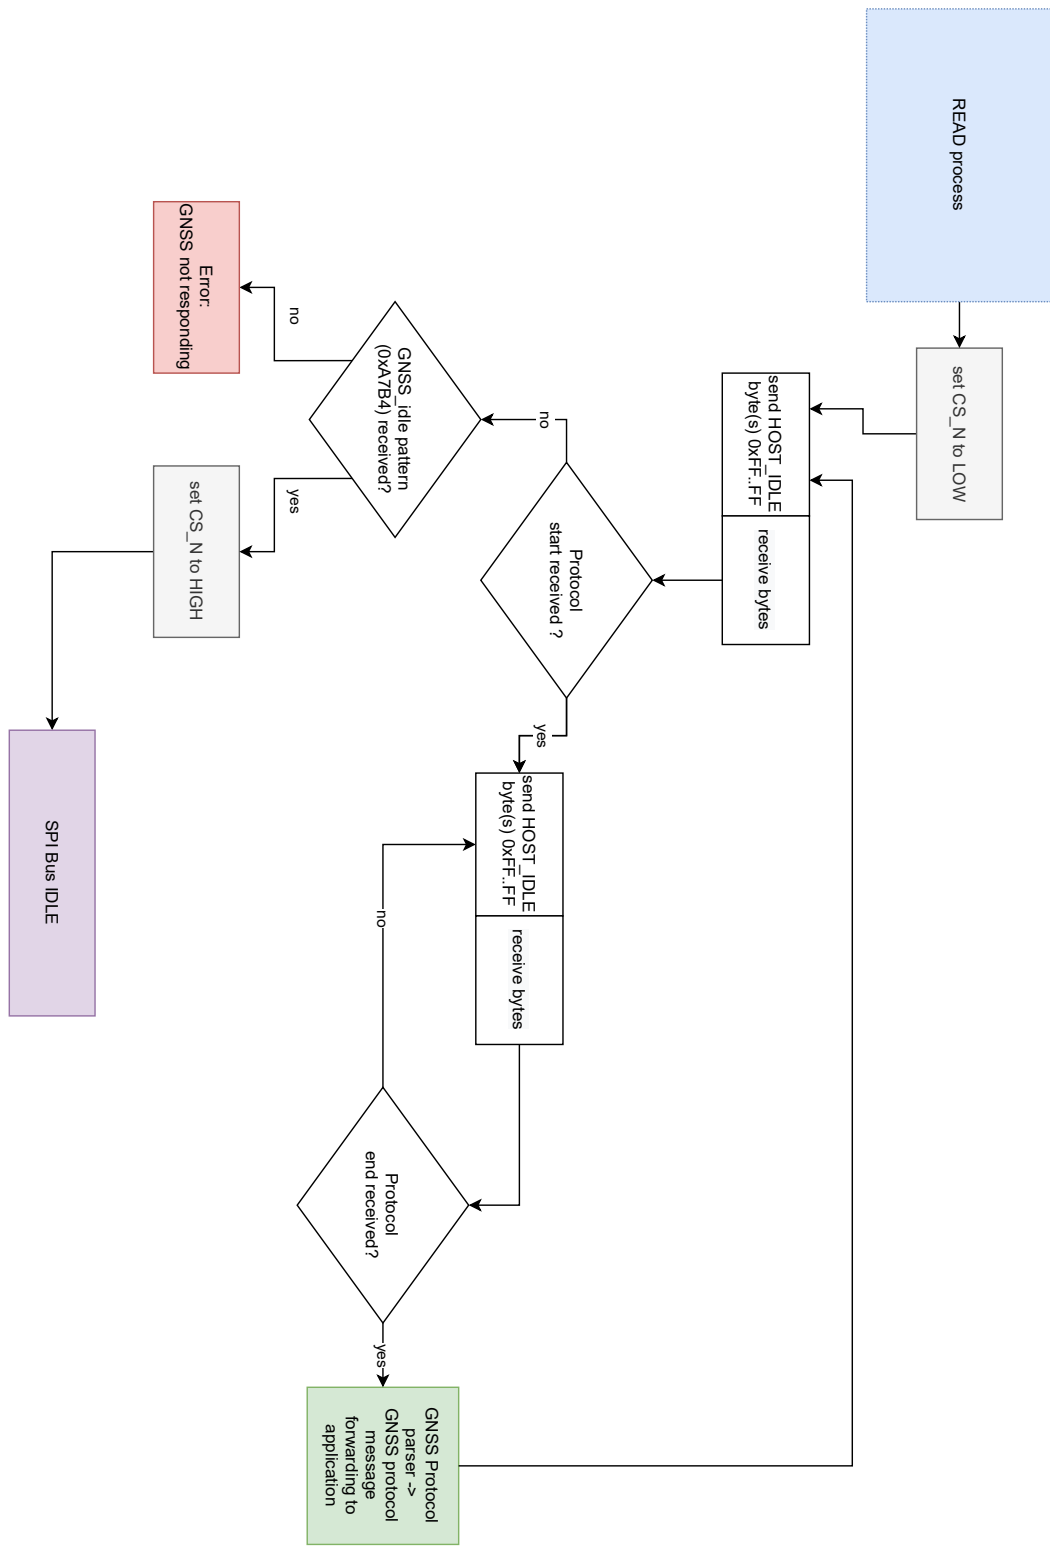 READ process
set CS_N to LOW
send HOST_IDLE
byte(s) 0xFF..FF
receive bytes
Protocol
start received ?
no
yes
GNSS_idle pattern
(0xA7B4) received?
no
yes
Error:
GNSS not responding
set CS_N to HIGH
SPI Bus IDLE
send HOST_IDLE
byte(s) 0xFF..FF
receive bytes
Protocol
end received?
no
yes
GNSS Protocol
parser ->
GNSS protocol
message
forwarding to
application